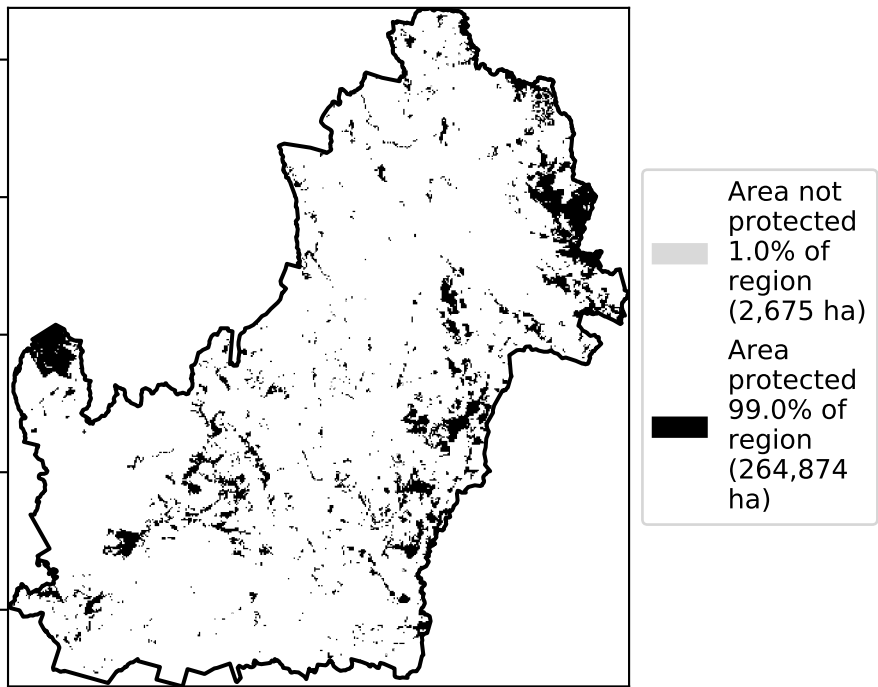 Area not
protected
1.0% of
region
(2,675 ha)
Area
protected
99.0% of
region
(264,874
ha)